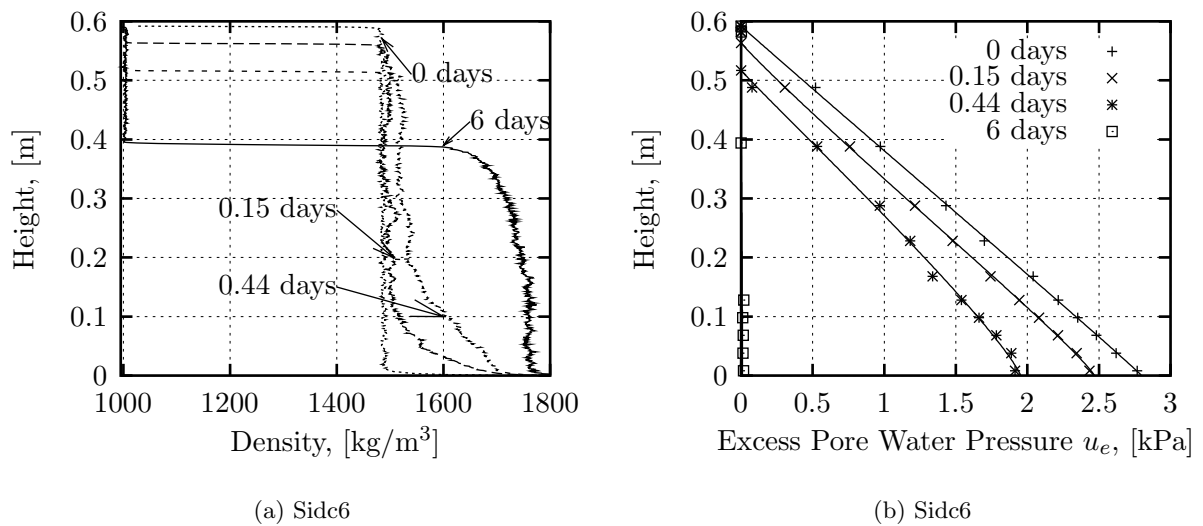 0.6
0.5
0.4
0.3
0.2
0.1
0
Height, [m]
1000 1200 1400 1600 1800
Density, [kg/m³]
0 days
6 days
0.15 days
0.44 days
(a) Sidc6
0.6
0.5
0.4
0.3
0.2
0.1
0
Height, [m]
0 0.5 1 1.5 2 2.5 3
Excess Pore Water Pressure uₑ, [kPa]
0 days
0.15 days
0.44 days
6 days
(b) Sidc6